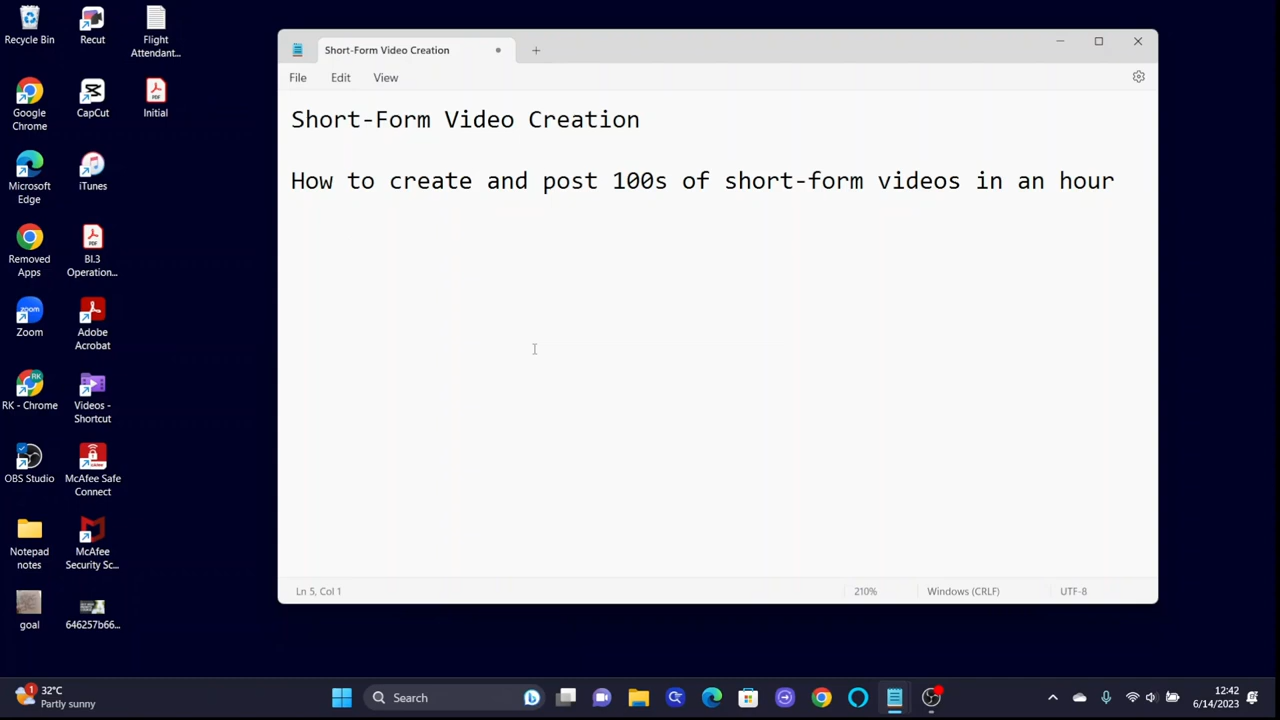 Recycle Bin
Recut
Flight
Attendant...
Google
Chrome
CapCut
Initial
Microsoft
Edge
iTunes
Removed
Apps
BI.3
Operation...
Zoom
Adobe
Acrobat
RK - Chrome
Videos -
Shortcut
OBS Studio
McAfee Safe
Connect
Notepad
notes
McAfee
Security Sc...
goal
646257b66...
Short-Form Video Creation
File Edit View
Short-Form Video Creation
How to create and post 100s of short-form videos in an hour
Ln 5, Col 1
210%
Windows (CRLF)
UTF-8
1
32°C
Partly sunny
Search
12:42
6/14/2023